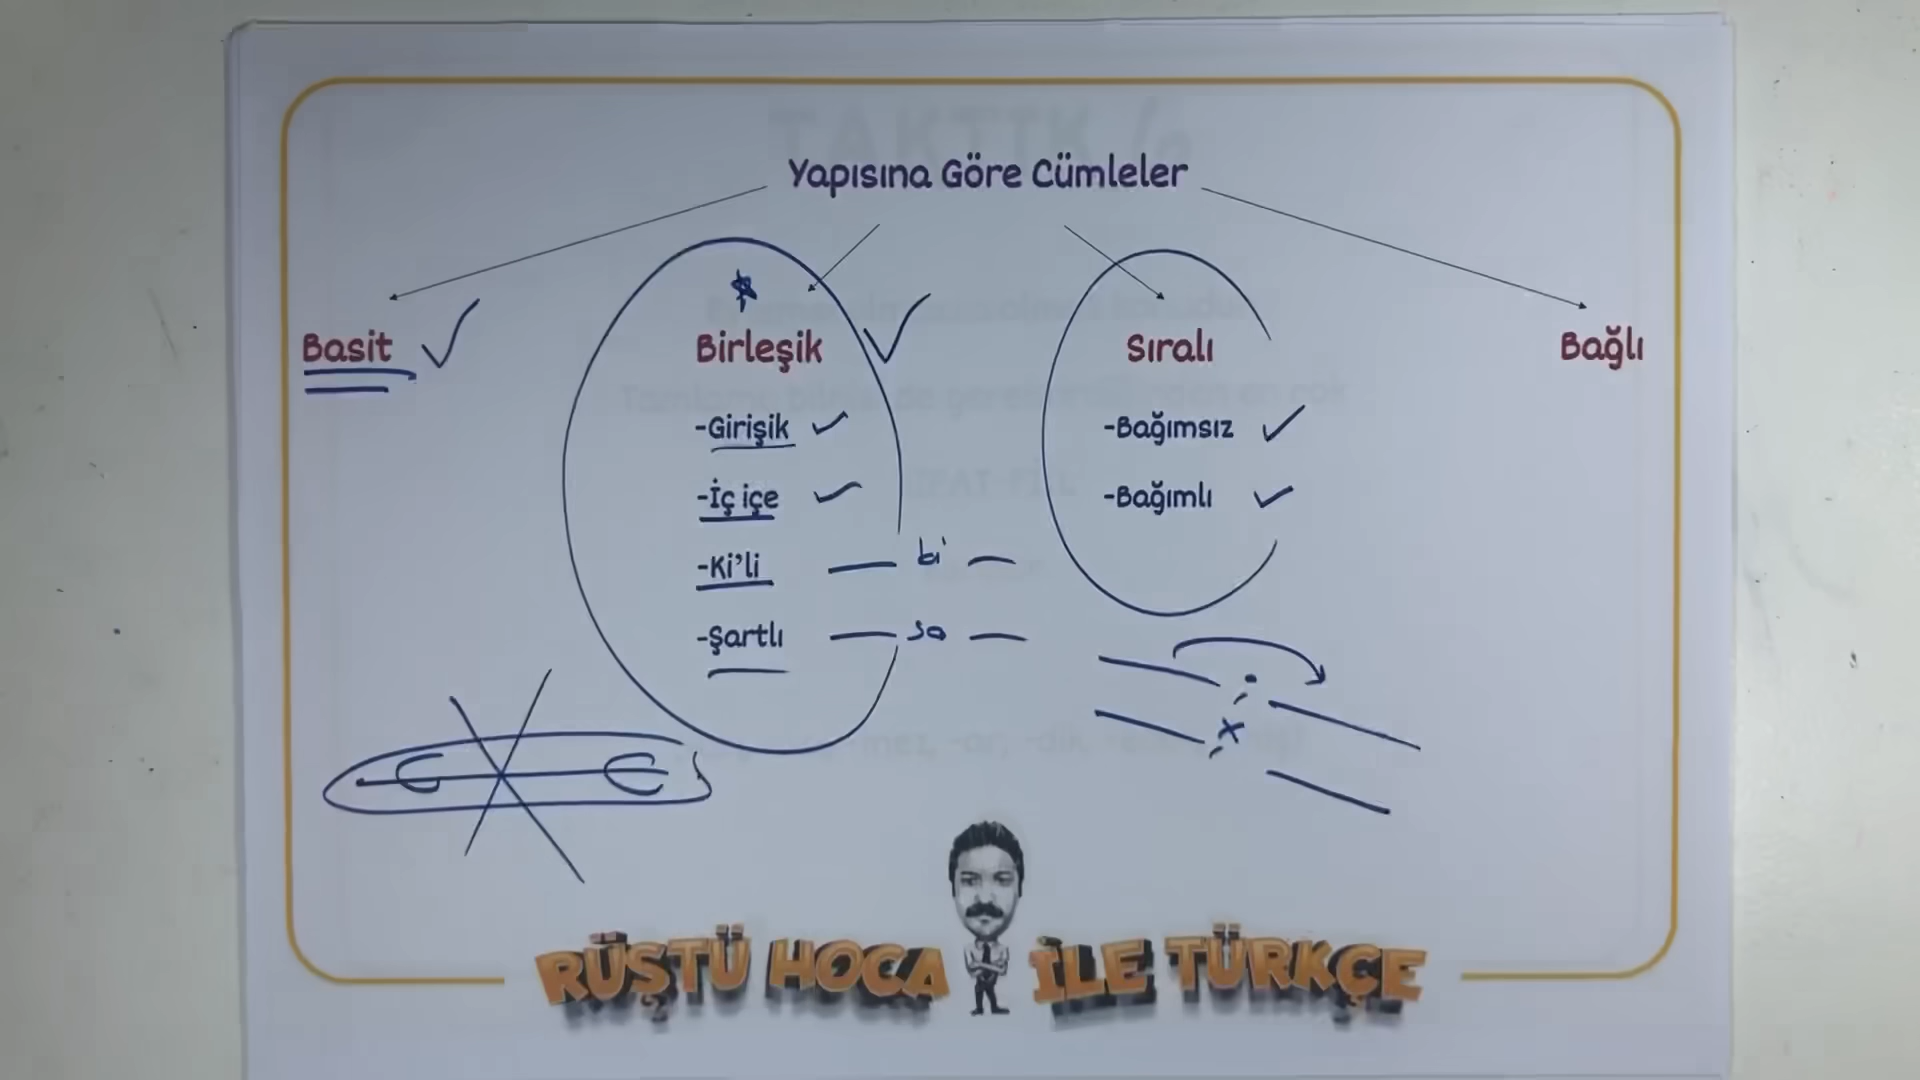 Yapısına Göre Cümleler
Basit
Birleşik
Sıralı
Bağlı
-Girişik
-Bağımsız
-İç içe
-Bağımlı
-Ki'li
-Şartlı
sa
RÜŞTÜ HOCA İLE TÜRKÇE